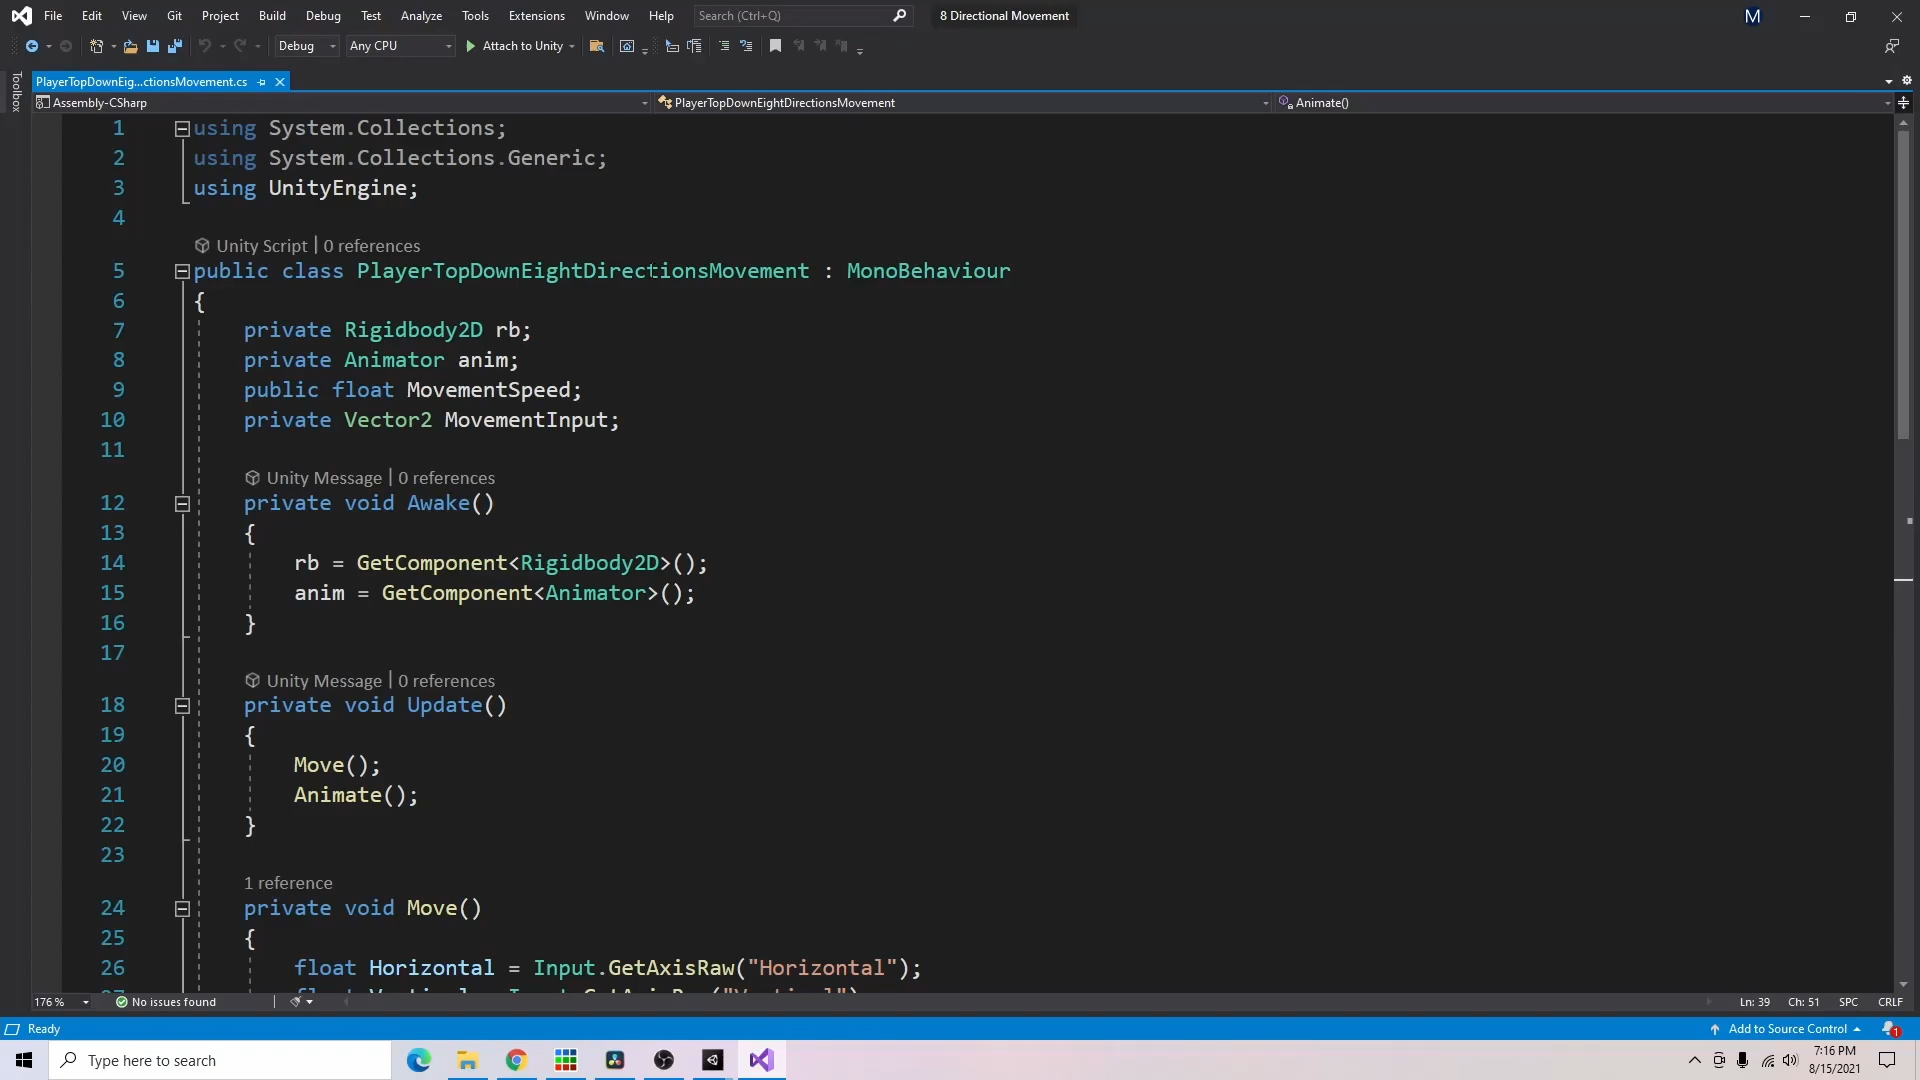 File Edit View Git Project Build Debug Test Analyze Tools Extensions Window Help Search (Ctrl+Q) 8 Directional Movement M
Debug Any CPU Attach to Unity
Toolbox
PlayerTopDownEig...ctionsMovement.cs
Assembly-CSharp PlayerTopDownEightDirectionsMovement Animate()
1 using System.Collections;
2 using System.Collections.Generic;
3 using UnityEngine;
4
Unity Script | 0 references
5 public class PlayerTopDownEightDirectionsMovement : MonoBehaviour
6 {
7 private Rigidbody2D rb;
8 private Animator anim;
9 public float MovementSpeed;
10 private Vector2 MovementInput;
11
Unity Message | 0 references
12 private void Awake()
13 {
14 rb = GetComponent<Rigidbody2D>();
15 anim = GetComponent<Animator>();
16 }
17
Unity Message | 0 references
18 private void Update()
19 {
20 Move();
21 Animate();
22 }
23
1 reference
24 private void Move()
25 {
26 float Horizontal = Input.GetAxisRaw("Horizontal");
176 % No issues found Ln: 39 Ch: 51 SPC CRLF
Ready Add to Source Control 1
Type here to search 7:16 PM
8/15/2021